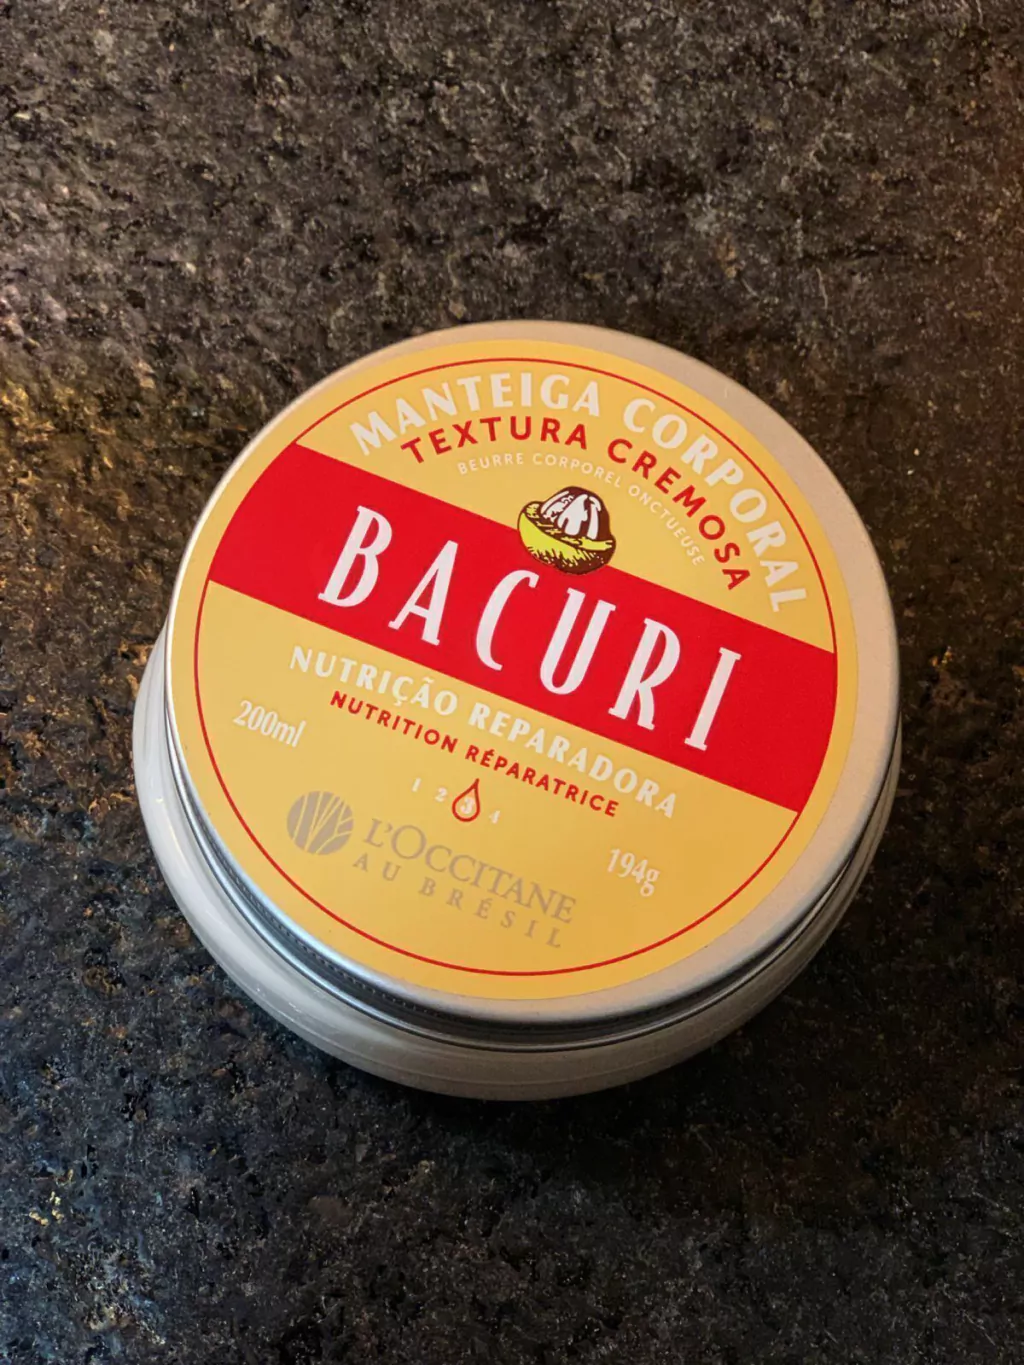 MANTEIGA CORPORAL
TEXTURA CREMOSA
BEURRE CORPOREL ONCTUEUSE
BACURI
NUTRIÇÃO REPARADORA
NUTRITION RÉPARATRICE
200ml
1 2 3 4
194g
L'OCCITANE
AU BRÉSIL